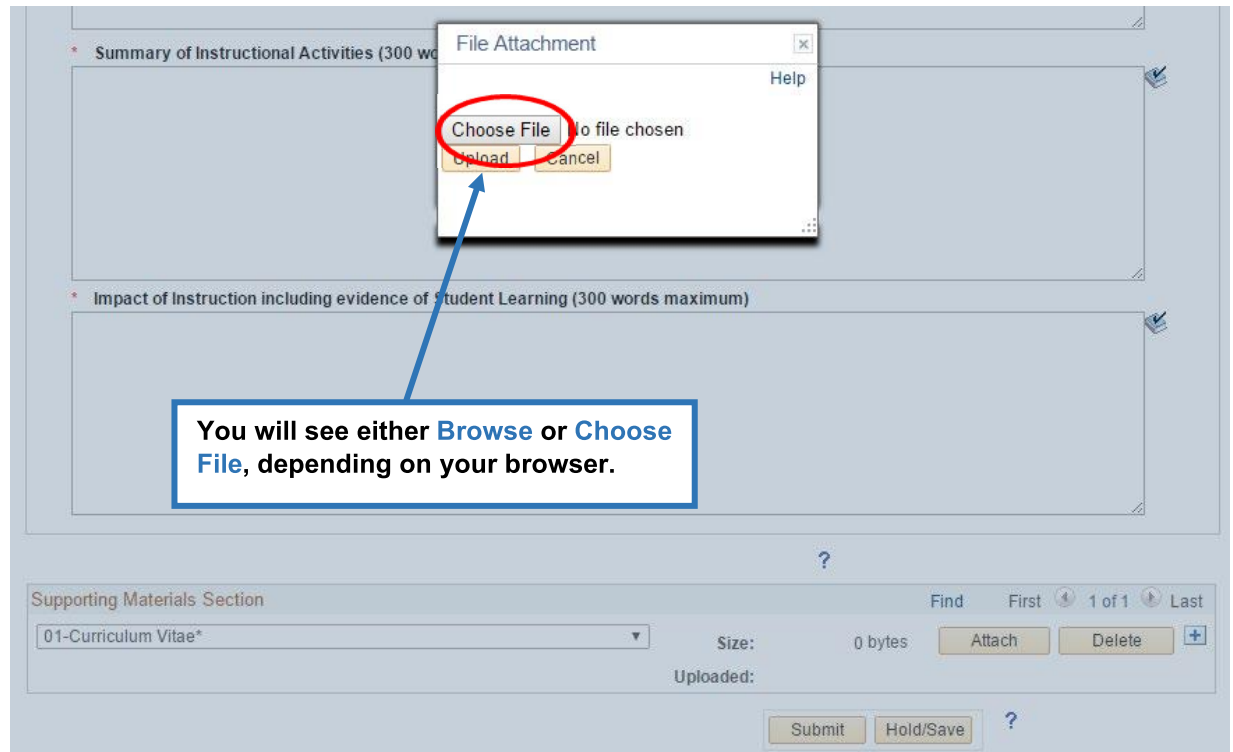 File Attachment
* Summary of Instructional Activities (300 wo
Help
Choose File No file chosen
Upload Cancel
* Impact of Instruction including evidence of Student Learning (300 words maximum)
You will see either Browse or Choose
File, depending on your browser.
?
Supporting Materials Section Find First 1 of 1 Last
01-Curriculum Vitae* Size: 0 bytes Attach Delete +
Uploaded:
Submit Hold/Save ?